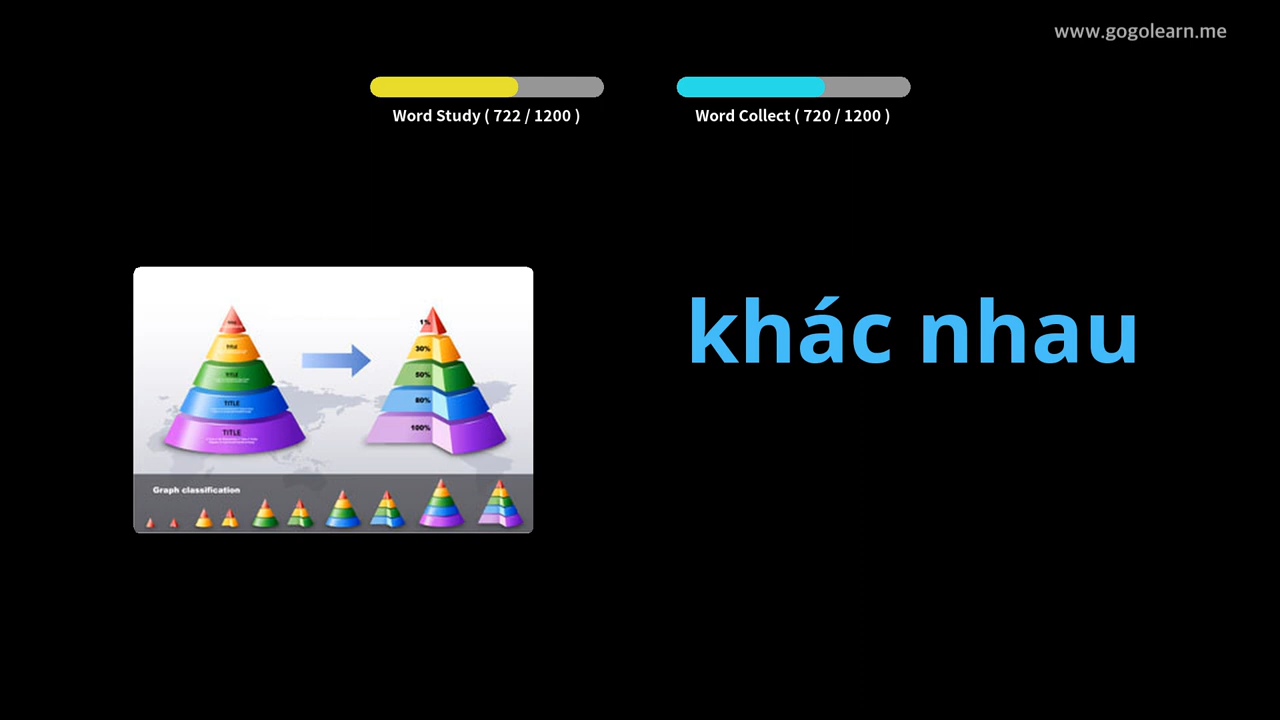 www.gogolearn.me
Word Study ( 722 / 1200 )
Word Collect ( 720 / 1200 )
khác nhau
1%
TITLE
30%
TITLE
50%
TITLE
80%
TITLE
100%
Graph classification